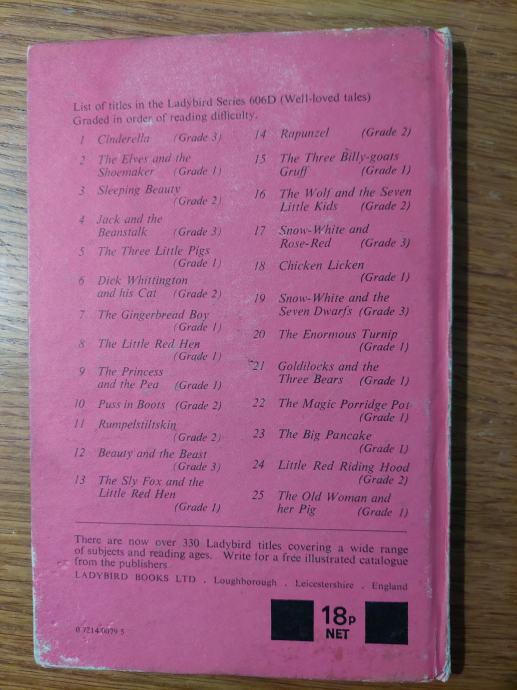 List of titles in the Ladybird Series 606D (Well-loved tales)
Graded in order of reading difficulty.
1 Cinderella (Grade 3)
2 The Elves and the
Shoemaker (Grade 1)
3 Sleeping Beauty
(Grade 2)
4 Jack and the
Beanstalk (Grade 3)
5 The Three Little Pigs
(Grade 1)
6 Dick Whittington
and his Cat (Grade 2)
7 The Gingerbread Boy
(Grade 1)
8 The Little Red Hen
(Grade 1)
9 The Princess
and the Pea (Grade 1)
10 Puss in Boots (Grade 2)
11 Rumpelstiltskin
(Grade 2)
12 Beauty and the Beast
(Grade 3)
13 The Sly Fox and the
Little Red Hen
(Grade 1)
14 Rapunzel (Grade 2)
15 The Three Billy-goats
Gruff (Grade 1)
16 The Wolf and the Seven
Little Kids (Grade 2)
17 Snow-White and
Rose-Red (Grade 3)
18 Chicken Licken
(Grade 1)
19 Snow-White and the
Seven Dwarfs (Grade 3)
20 The Enormous Turnip
(Grade 1)
21 Goldilocks and the
Three Bears (Grade 1)
22 The Magic Porridge Pot
(Grade 1)
23 The Big Pancake
(Grade 1)
24 Little Red Riding Hood
(Grade 2)
25 The Old Woman and
her Pig (Grade 1)
There are now over 330 Ladybird titles covering a wide range
of subjects and reading ages. Write for a free illustrated catalogue
from the publishers
LADYBIRD BOOKS LTD . Loughborough . Leicestershire . England
18p
NET
0 7214 0079 5